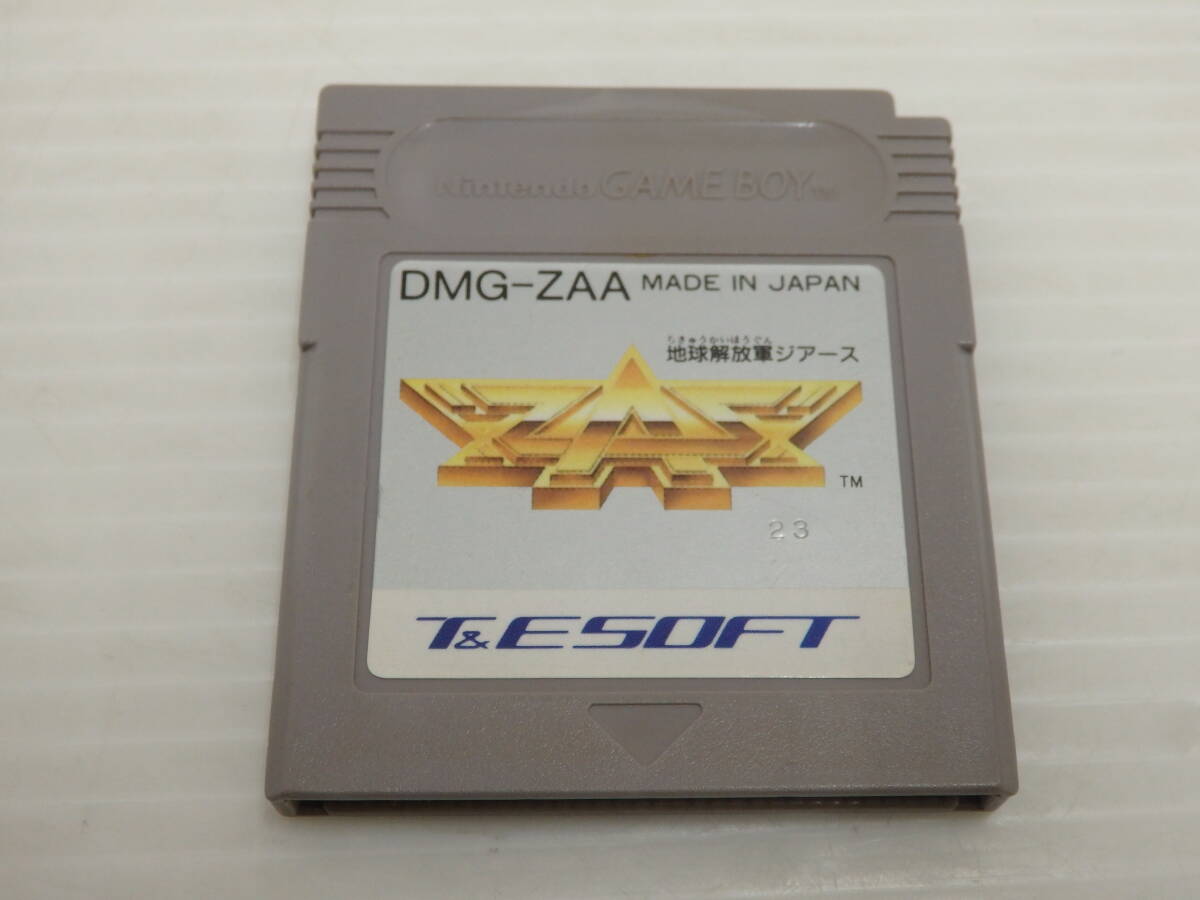 Nintendo GAME BOY™
DMG-ZAA MADE IN JAPAN
ちきゅうかいほうぐん
地球解放軍ジアース
ZAS
TM
23
T&E SOFT